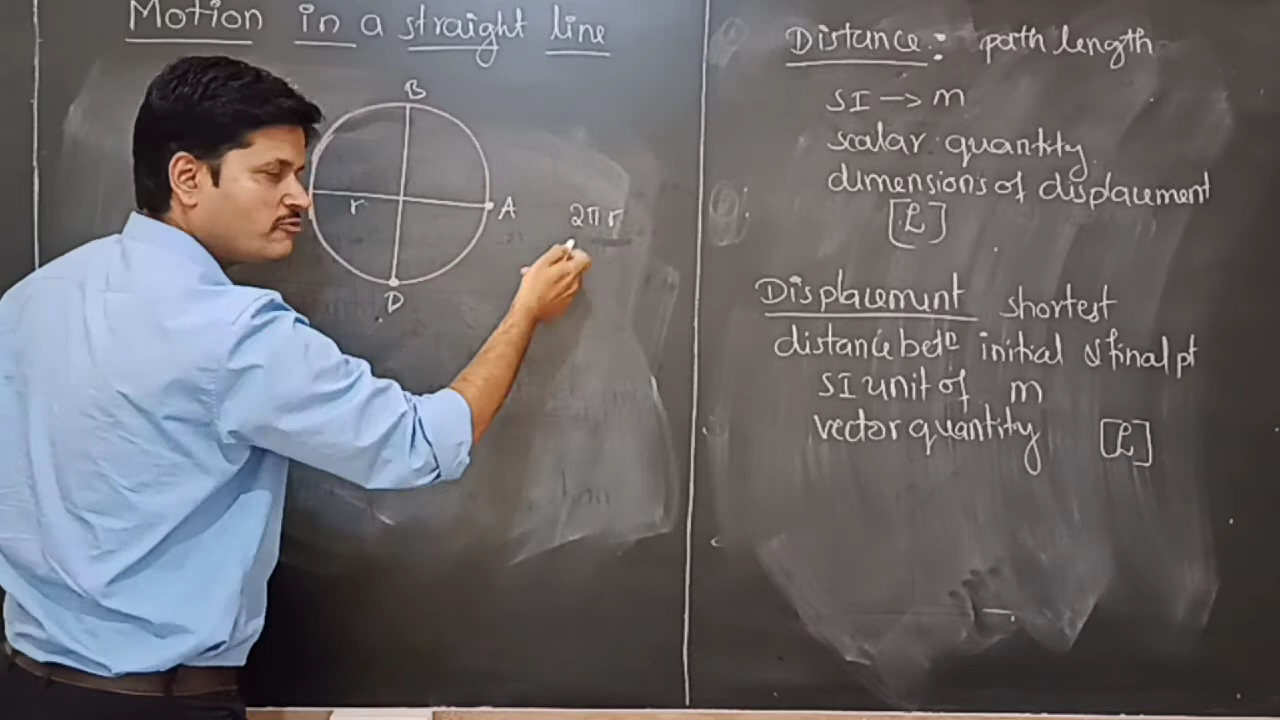 Motion in a straight line
B
r
A
2πr
D
Distance: path length
SI → m
scalar quantity
dimensions of displacement
[L]
Displacement shortest
distance betⁿ initial & final pt
SI unit of m
vector quantity [L]